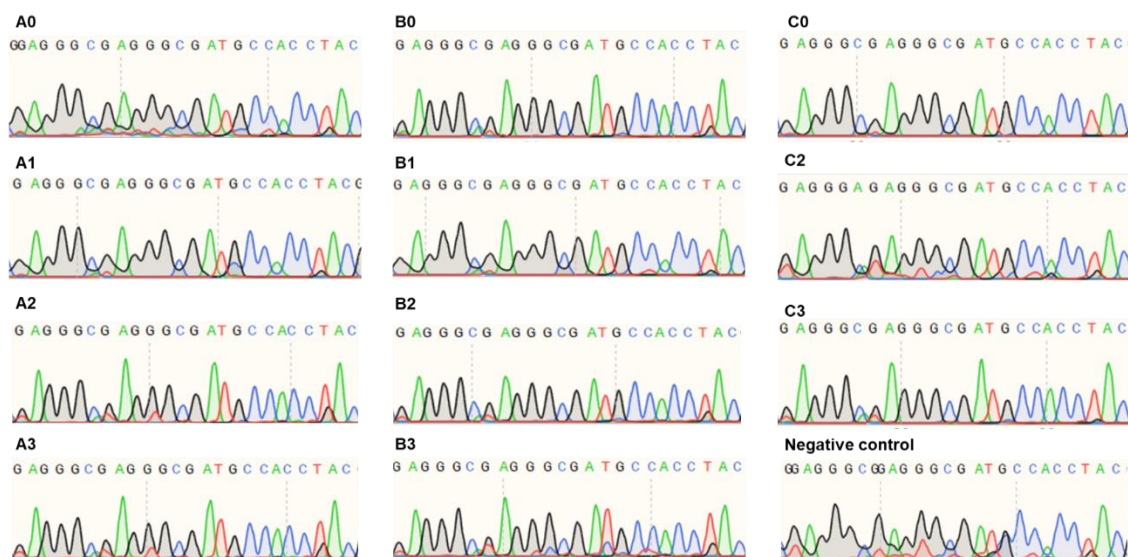 A0
GGAGGGCGAGGGCGATGCCACCTAC
B0
GAGGGCGAGGGCGATGCCACCTAC
C0
GAGGGCGAGGGCGATGCCACCTAC
A1
GAGGGCGAGGGCGATGCCACCTACG
B1
GAGGGCGAGGGCGATGCCACCTAC
C2
GAGGGAGAGGGCGATGCCACCTAC
A2
GAGGGCGAGGGCGATGCCACCTAC
B2
GAGGGCGAGGGCGATGCCACCTAC
C3
GAGGGCGAGGGCGATGCCACCTAC
A3
GAGGGCGAGGGCGATGCCACCTAC
B3
GAGGGCGAGGGCGATGCCACCTAC
Negative control
GGAGGGCGGAGGGCGATGCCACCTAC